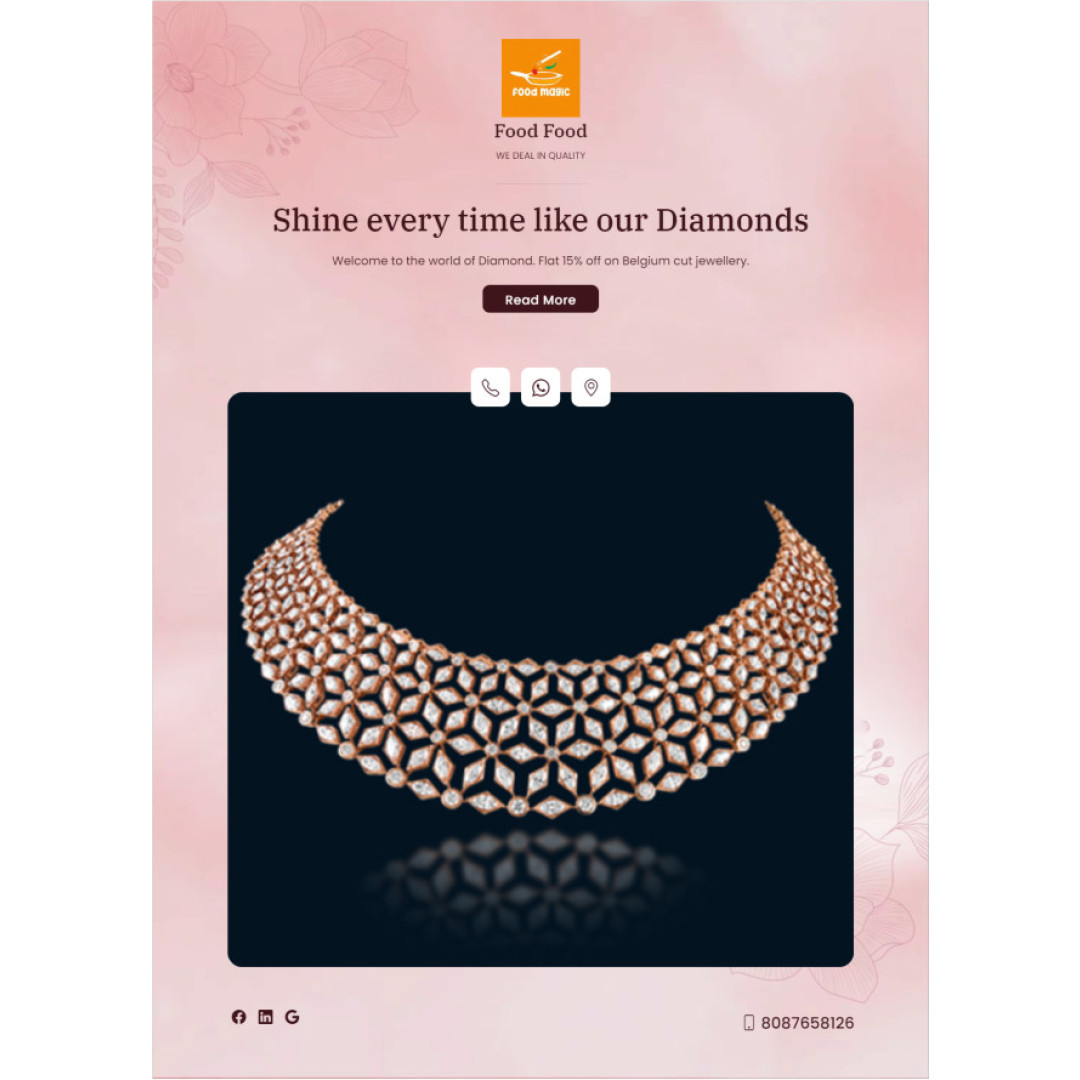 FOOD MAGIC
Food Food
WE DEAL IN QUALITY
Shine every time like our Diamonds
Welcome to the world of Diamond. Flat 15% off on Belgium cut jewellery.
Read More
8087658126